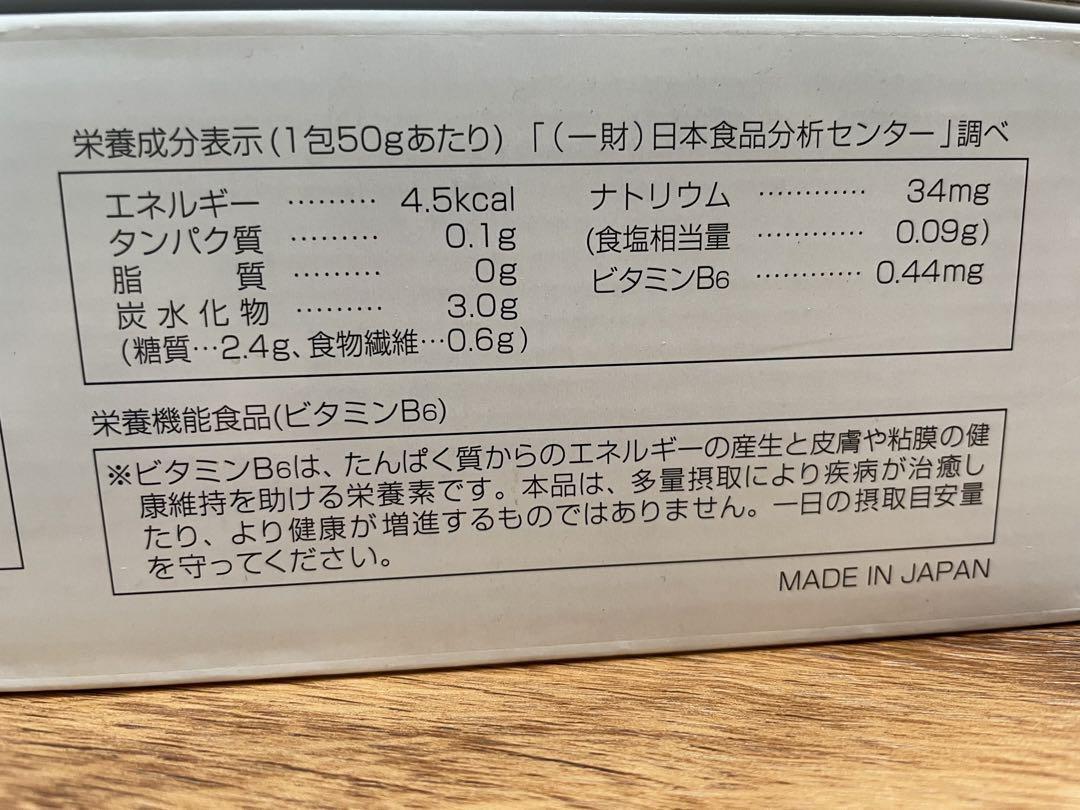 栄養成分表示(1包50gあたり) 「(一財)日本食品分析センター」調べ
エネルギー ……… 4.5kcal
タンパク質 ……… 0.1g
脂質 ……… 0g
炭水化物 ……… 3.0g
(糖質…2.4g、食物繊維…0.6g)
ナトリウム ………… 34mg
(食塩相当量 ………… 0.09g)
ビタミンB6 ………… 0.44mg
栄養機能食品(ビタミンB6)
※ビタミンB6は、たんぱく質からのエネルギーの産生と皮膚や粘膜の健
康維持を助ける栄養素です。本品は、多量摂取により疾病が治癒し
たり、より健康が増進するものではありません。一日の摂取目安量
を守ってください。
MADE IN JAPAN